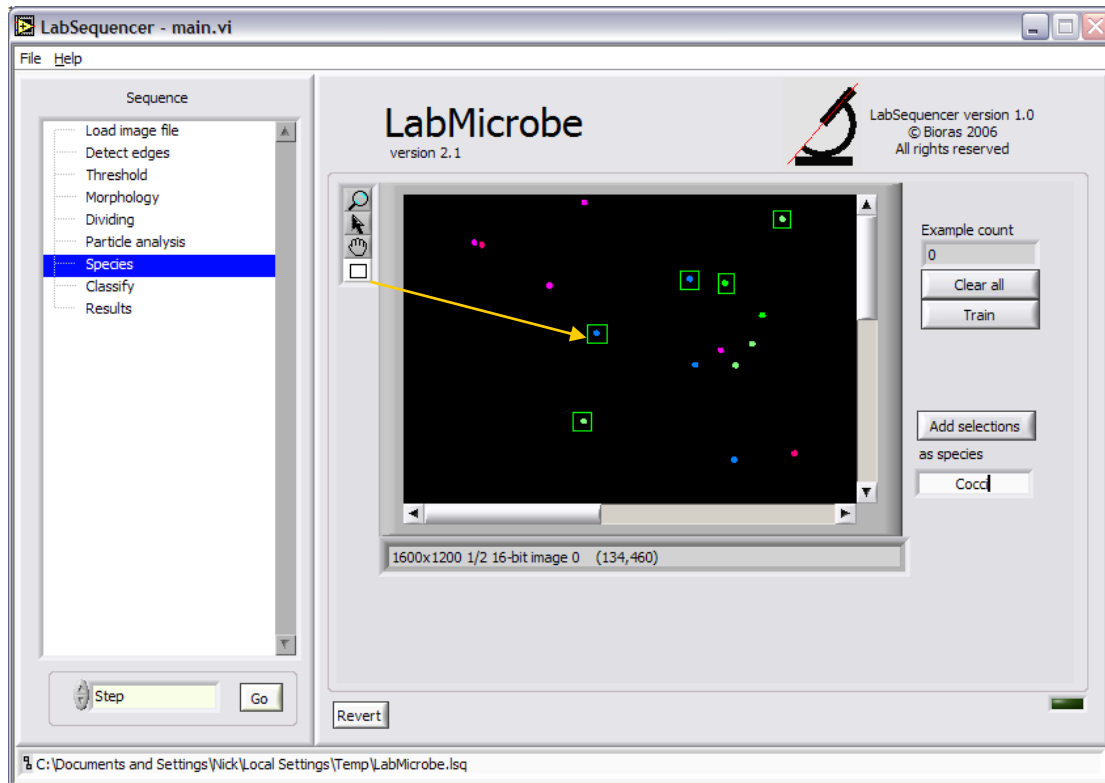 LabSequencer - main.vi
File Help
Sequence
Load image file
Detect edges
Threshold
Morphology
Dividing
Particle analysis
Species
Classify
Results
Step
Go
LabMicrobe
version 2.1
LabSequencer version 1.0
© Bioras 2006
All rights reserved
Example count
0
Clear all
Train
Add selections
as species
Cocci
1600x1200 1/2 16-bit image 0 (134,460)
Revert
C:\Documents and Settings\Nick\Local Settings\Temp\LabMicrobe.lsq